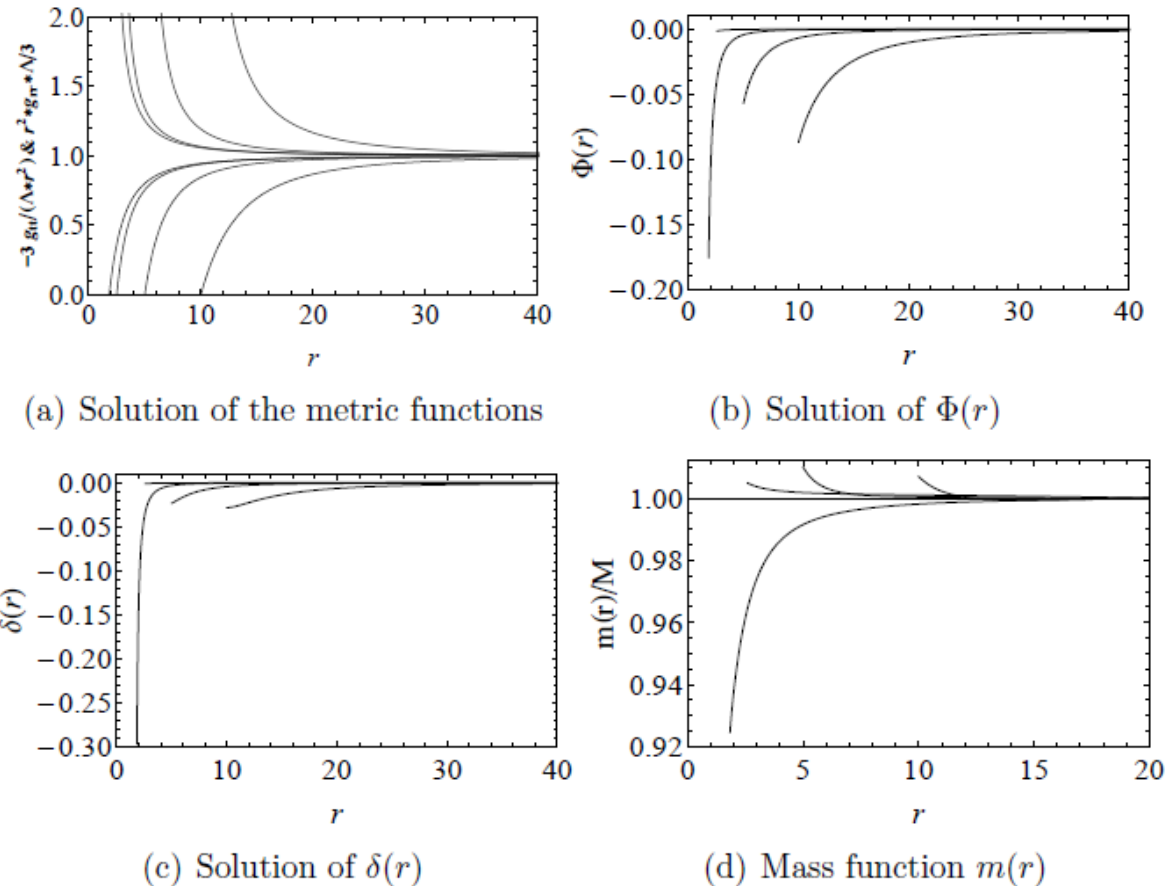 −3 g_tt/(Λ*r²) & r²*g_rr*Λ/3
2.0
1.5
1.0
0.5
0.0
0 10 20 30 40
r
(a) Solution of the metric functions
Φ(r)
0.00
−0.05
−0.10
−0.15
−0.20
0 10 20 30 40
r
(b) Solution of Φ(r)
δ(r)
0.00
−0.05
−0.10
−0.15
−0.20
−0.25
−0.30
0 10 20 30 40
r
(c) Solution of δ(r)
m(r)/M
1.00
0.98
0.96
0.94
0.92
0 5 10 15 20
r
(d) Mass function m(r)